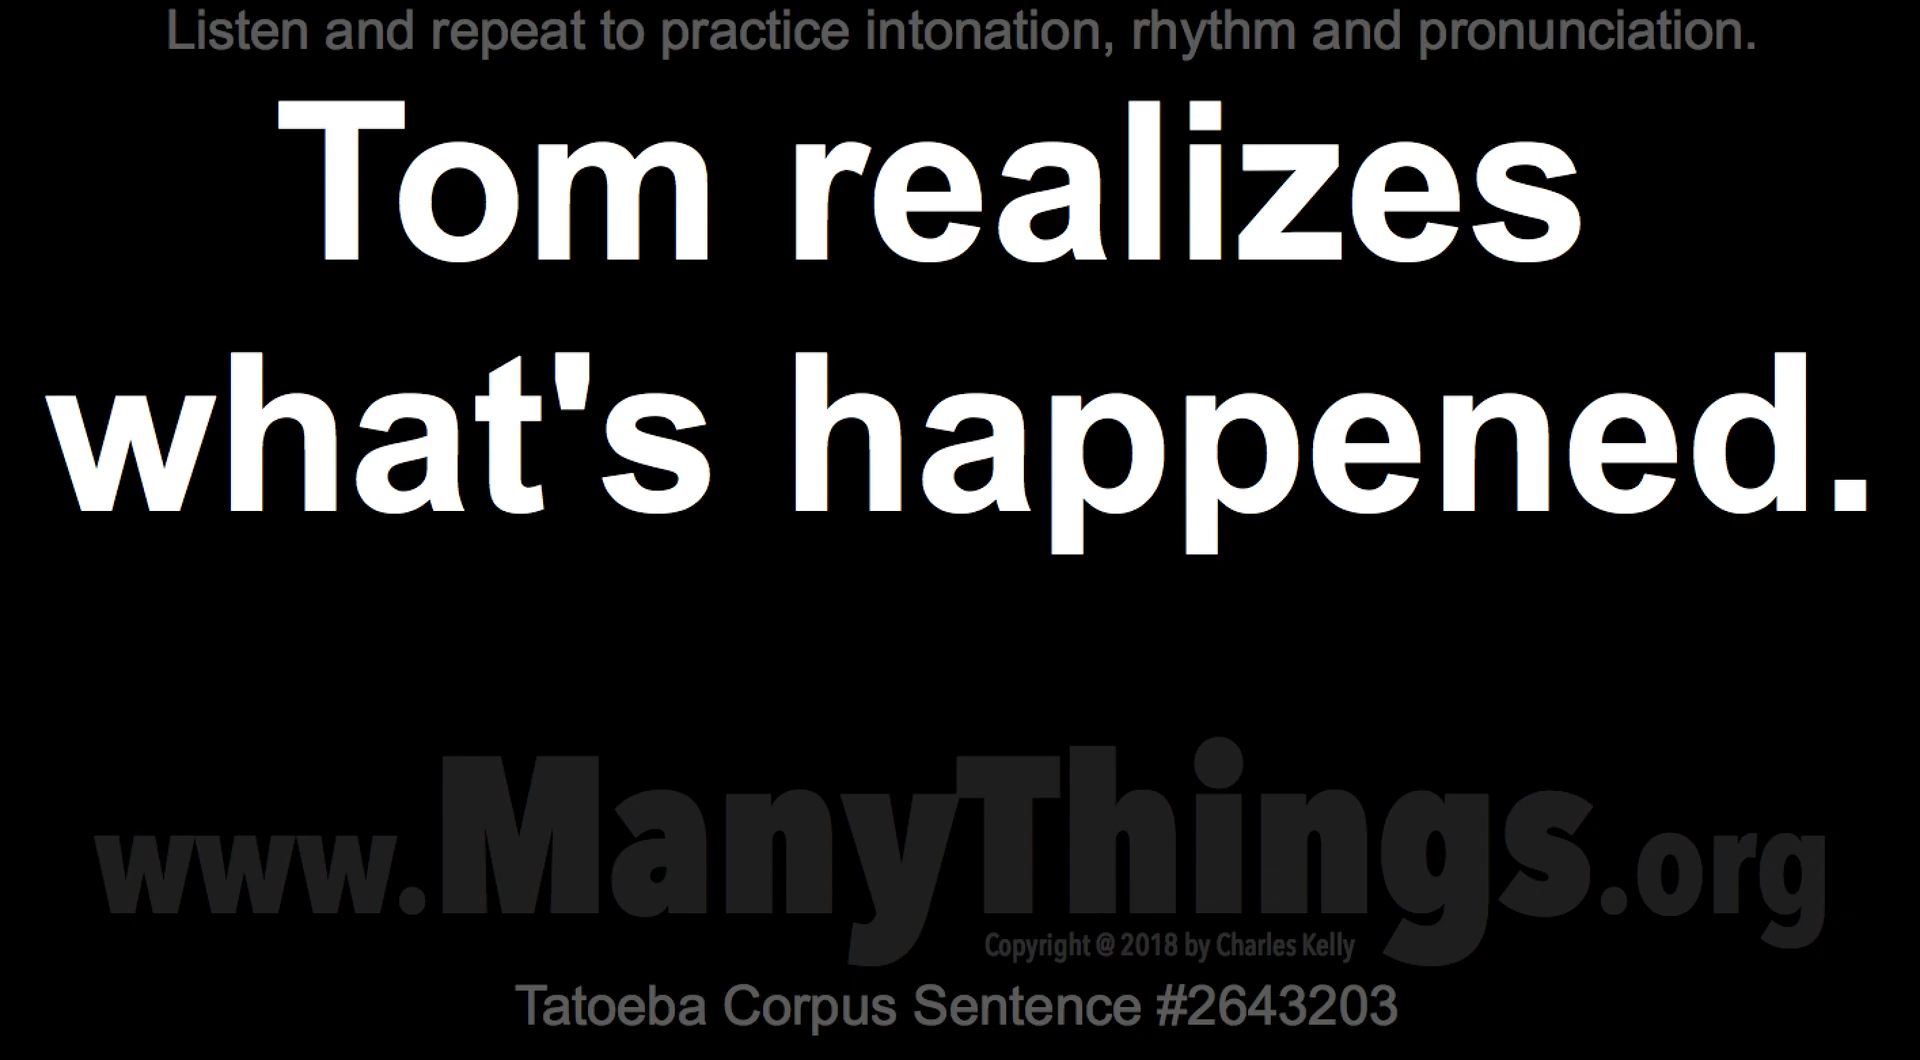 Listen and repeat to practice intonation, rhythm and pronunciation.
Tom realizes
what's happened.
www.ManyThings.org
Copyright @ 2018 by Charles Kelly
Tatoeba Corpus Sentence #2643203